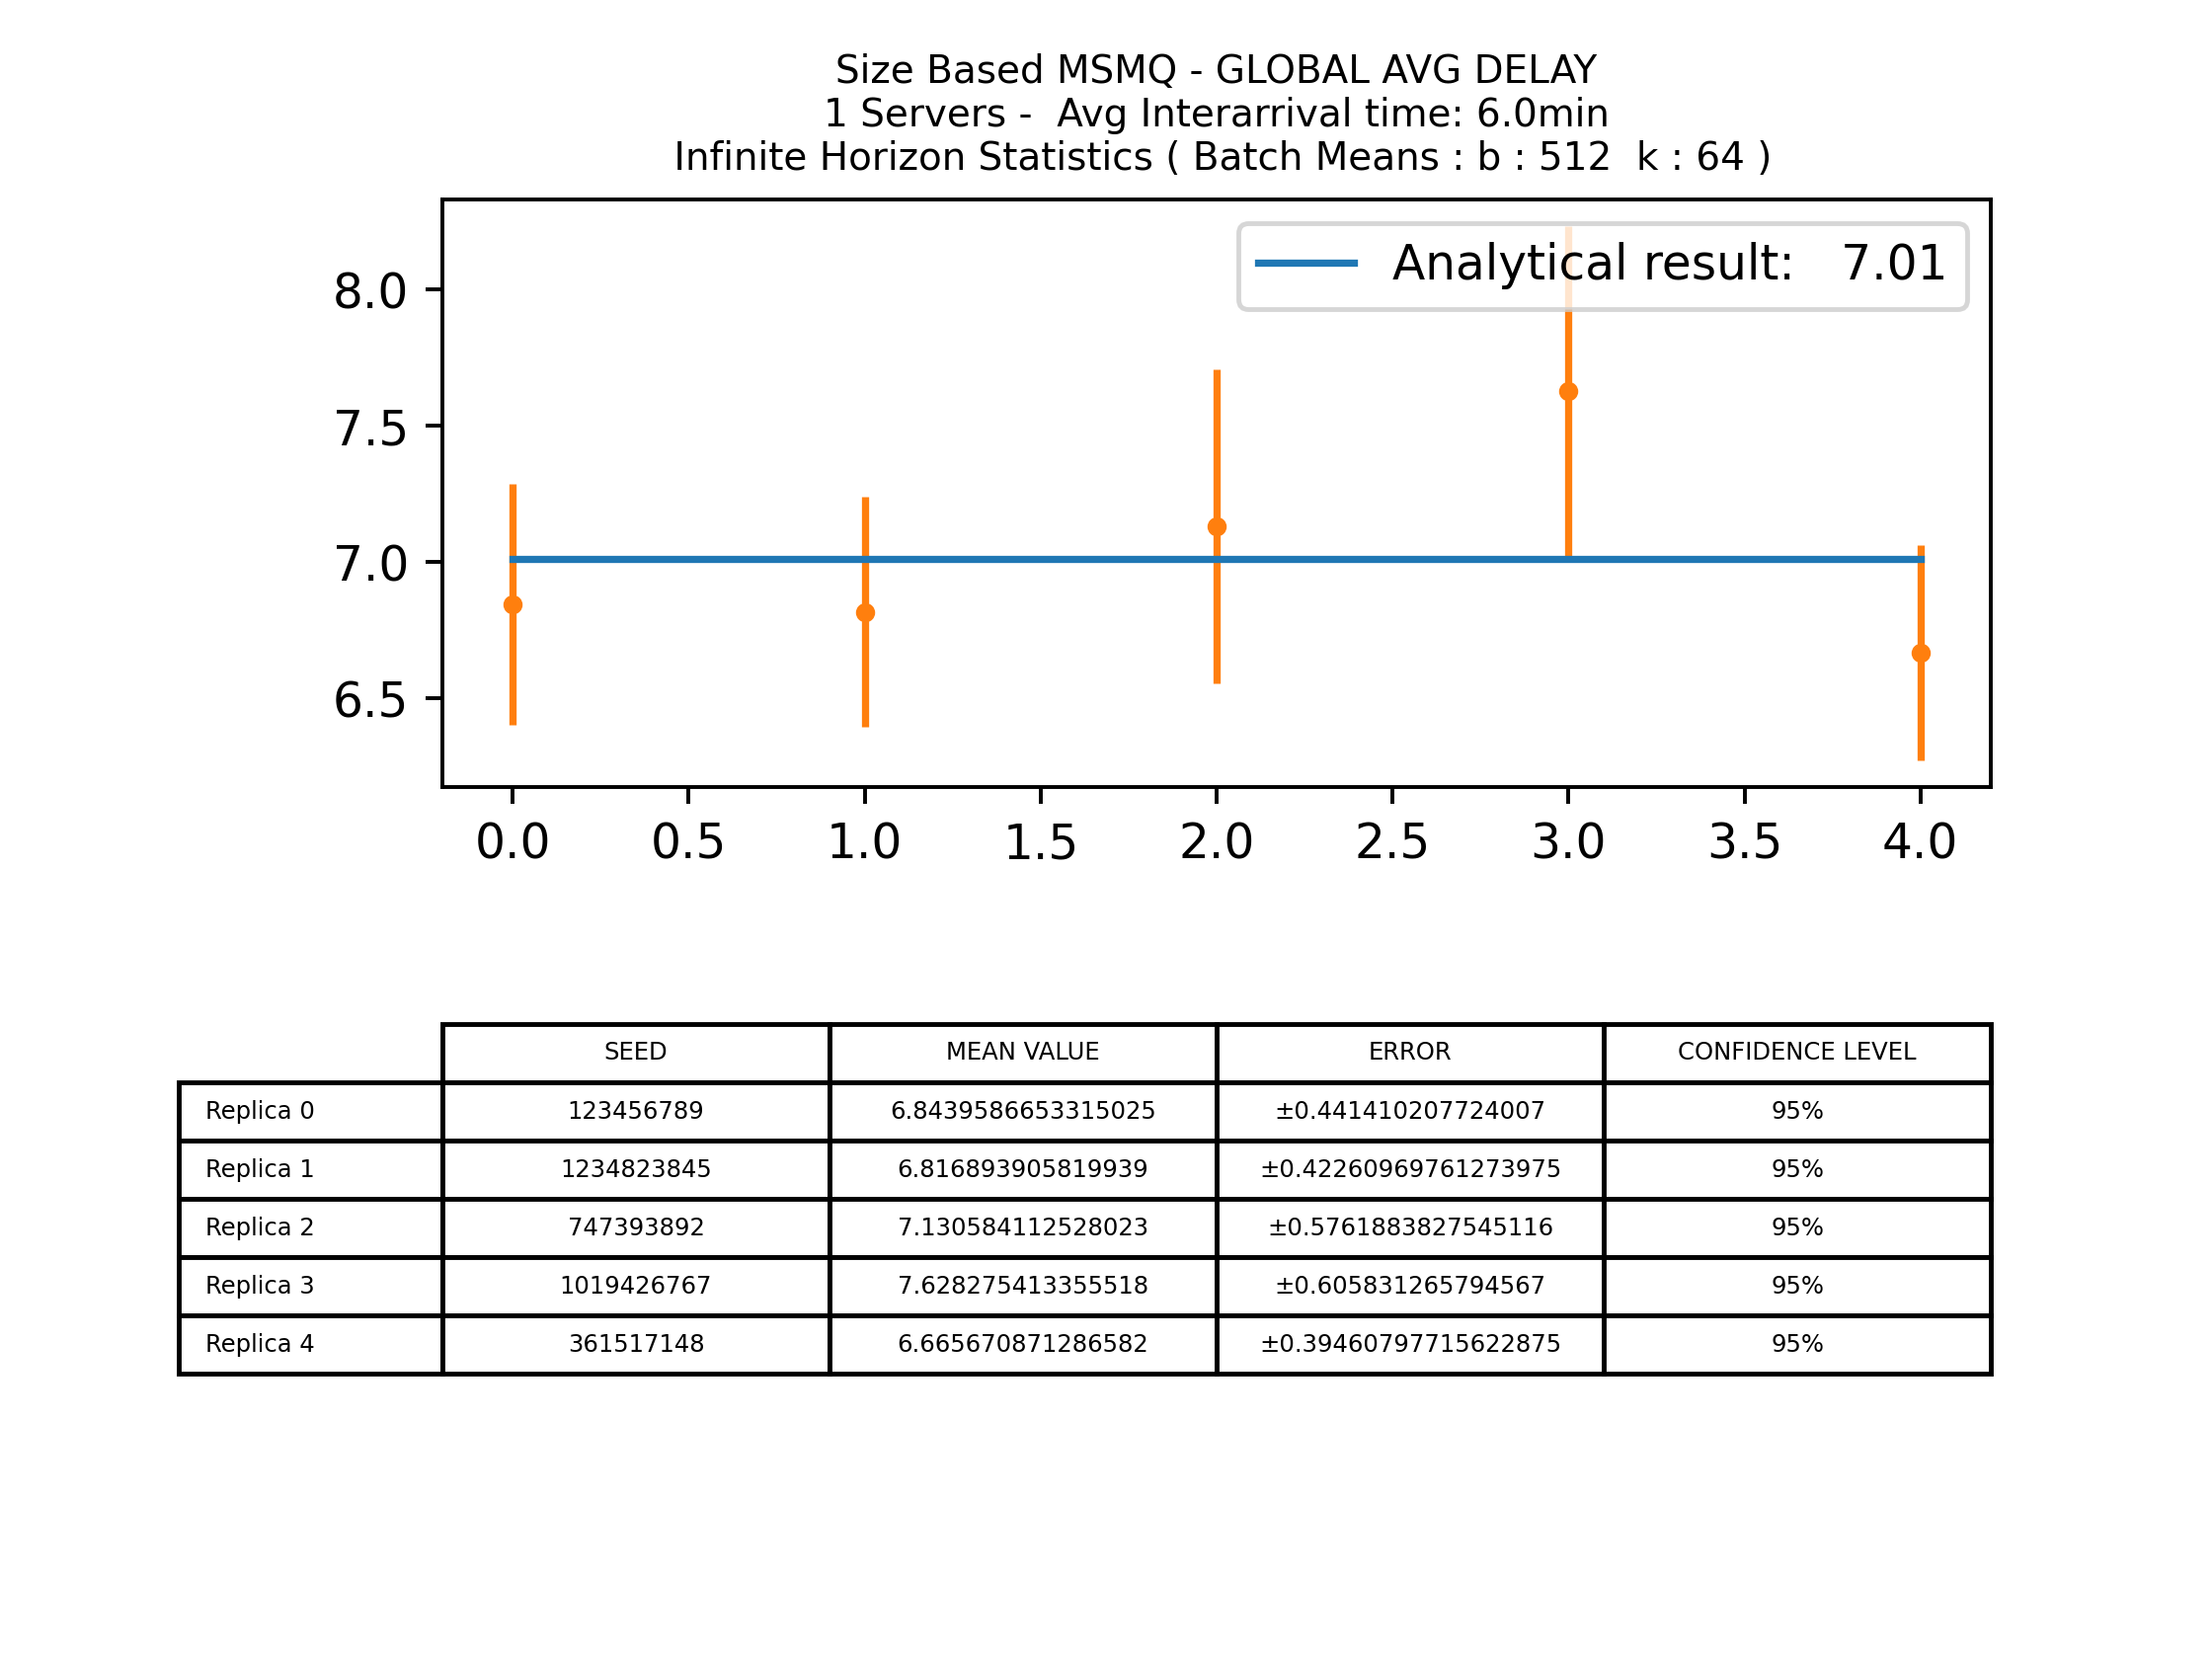 Size Based MSMQ - GLOBAL AVG DELAY
1 Servers -  Avg Interarrival time: 6.0min
Infinite Horizon Statistics ( Batch Means : b : 512  k : 64 )
Analytical result:   7.01
8.0
7.5
7.0
6.5
0.0 0.5 1.0 1.5 2.0 2.5 3.0 3.5 4.0
SEED MEAN VALUE ERROR CONFIDENCE LEVEL
Replica 0 123456789 6.8439586653315025 ±0.441410207724007 95%
Replica 1 1234823845 6.816893905819939 ±0.42260969761273975 95%
Replica 2 747393892 7.130584112528023 ±0.5761883827545116 95%
Replica 3 1019426767 7.628275413355518 ±0.605831265794567 95%
Replica 4 361517148 6.665670871286582 ±0.39460797715622875 95%